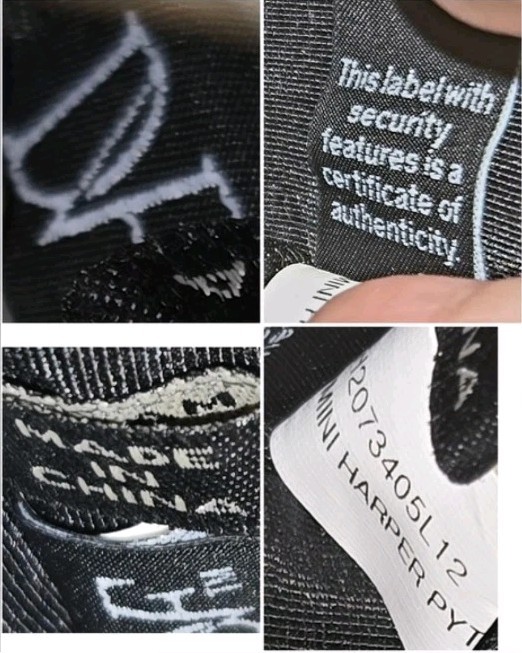 This label with
security
features is a
certificate of
authenticity.
MADE
IN
CHINA
2073405L12
MINI HARPER PYT